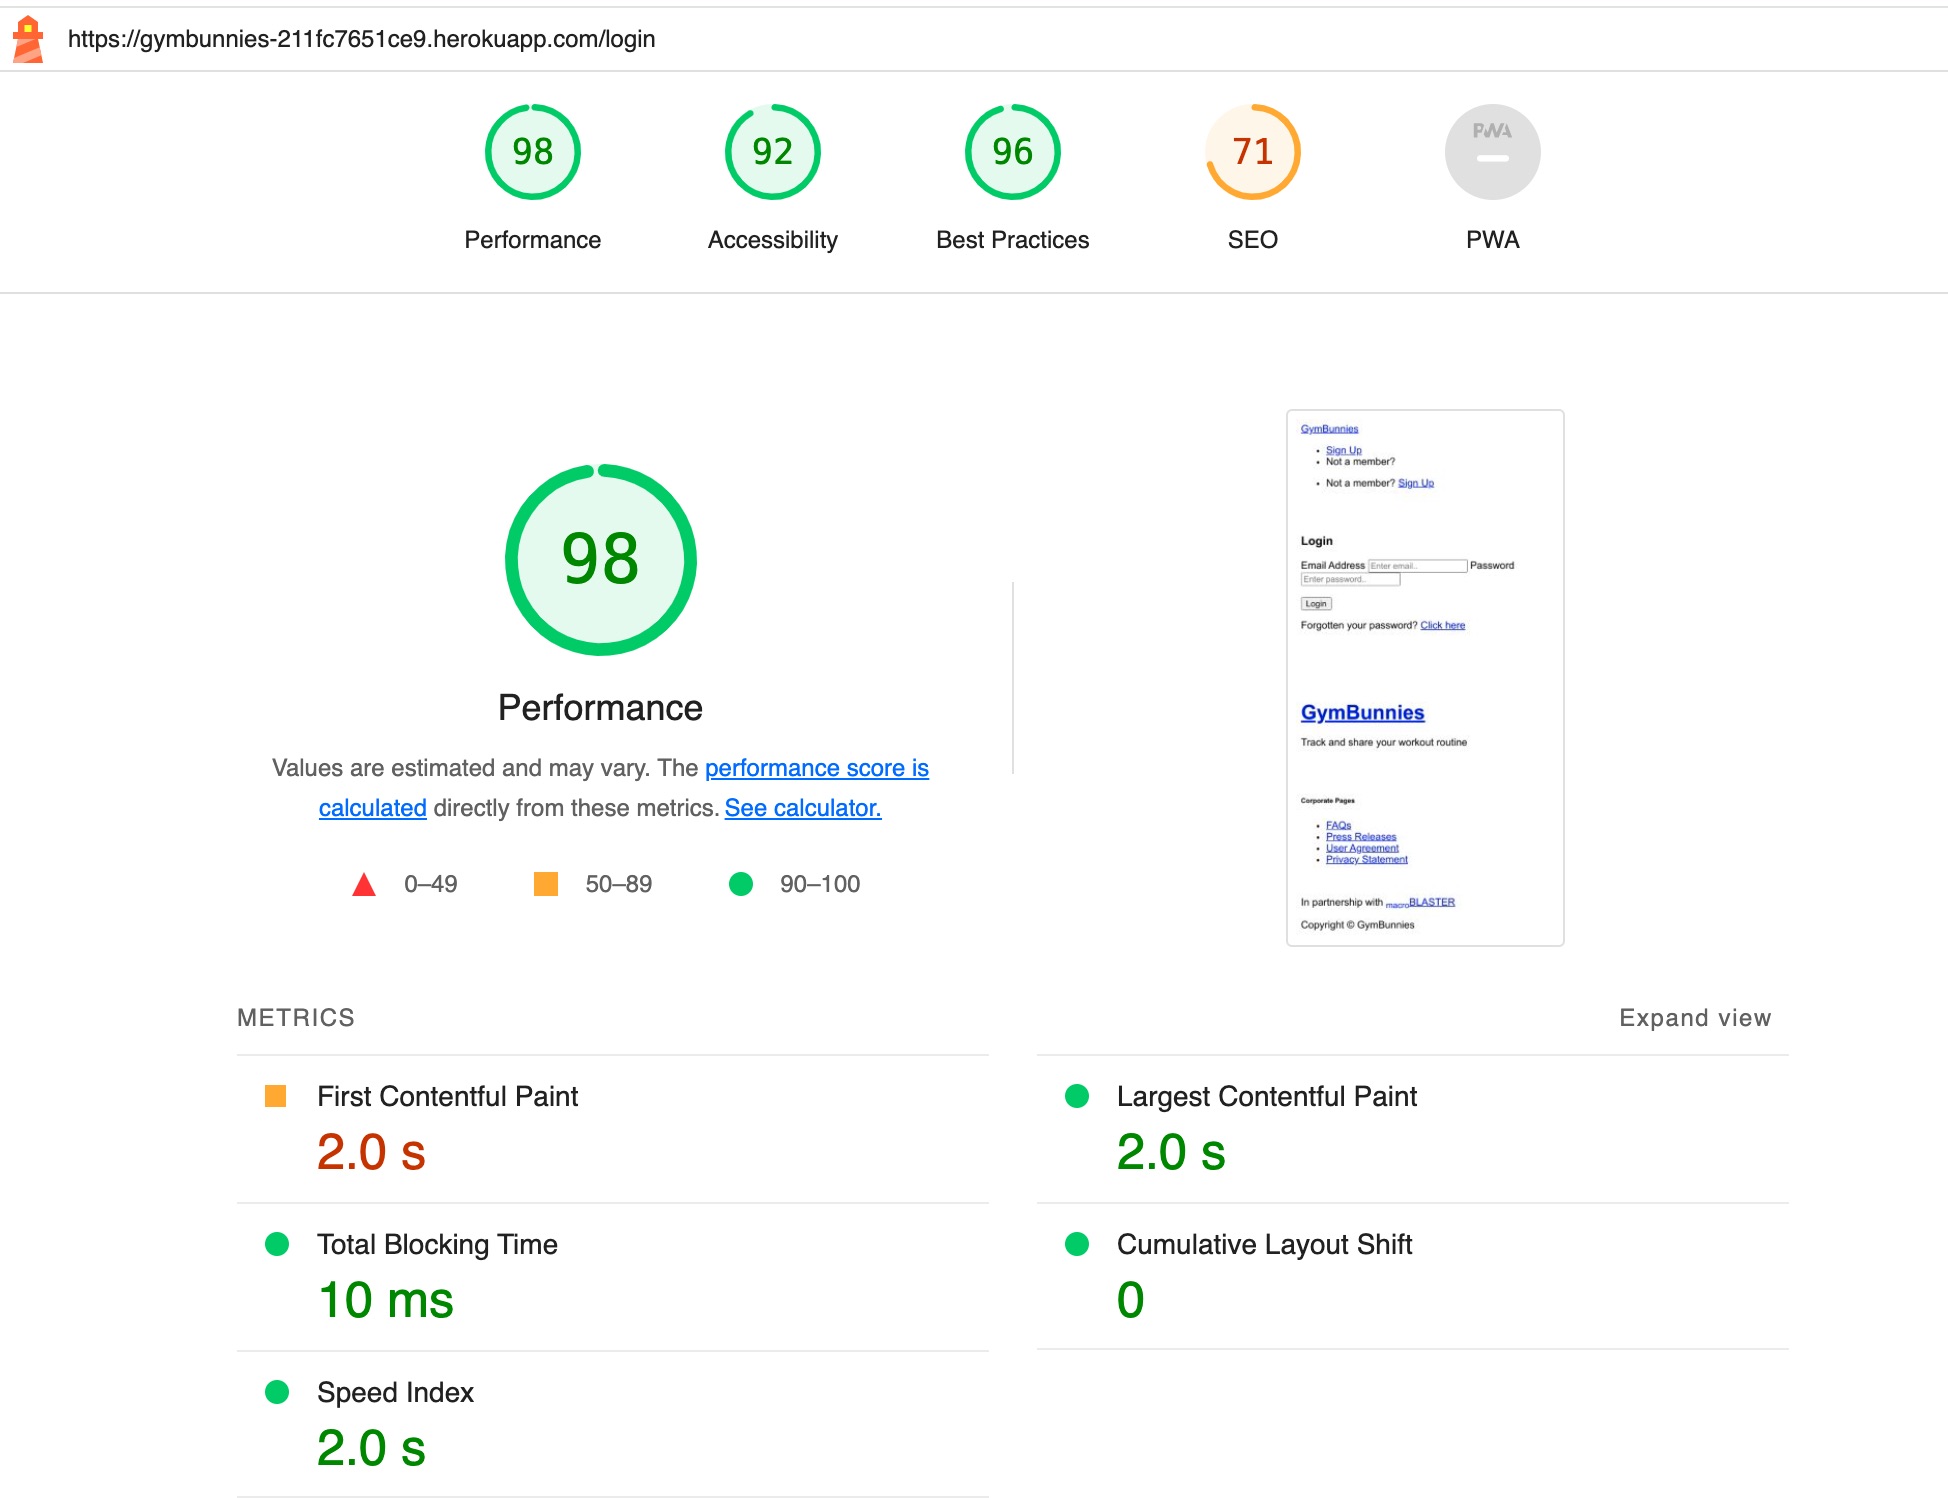 https://gymbunnies-211fc7651ce9.herokuapp.com/login
98
92
96
71
PWA
Performance
Accessibility
Best Practices
SEO
PWA
98
Performance
Values are estimated and may vary. The performance score is
calculated directly from these metrics. See calculator.
0–49
50–89
90–100
GymBunnies
Sign Up
Not a member?
Not a member? Sign Up
Login
Email Address Enter email.. Password
Enter password..
Login
Forgotten your password? Click here
GymBunnies
Track and share your workout routine
Corporate Pages
FAQs
Press Releases
User Agreement
Privacy Statement
In partnership with macroBLASTER
Copyright © GymBunnies
METRICS
Expand view
First Contentful Paint
2.0 s
Largest Contentful Paint
2.0 s
Total Blocking Time
10 ms
Cumulative Layout Shift
0
Speed Index
2.0 s